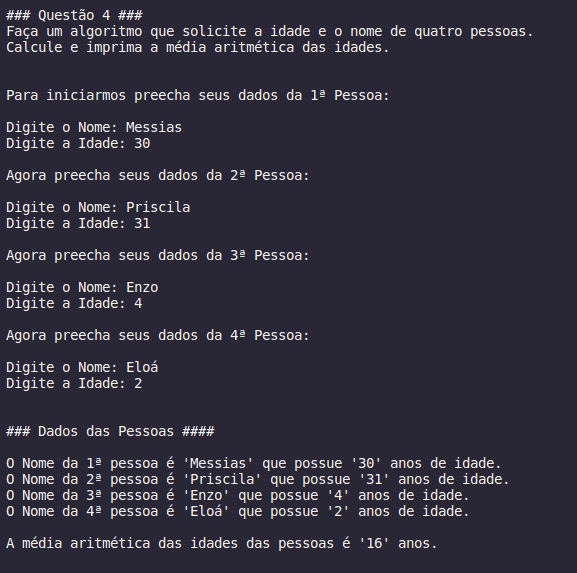 ### Questão 4 ###
Faça um algoritmo que solicite a idade e o nome de quatro pessoas.
Calcule e imprima a média aritmética das idades.
Para iniciarmos preecha seus dados da 1ª Pessoa:
Digite o Nome: Messias
Digite a Idade: 30
Agora preecha seus dados da 2ª Pessoa:
Digite o Nome: Priscila
Digite a Idade: 31
Agora preecha seus dados da 3ª Pessoa:
Digite o Nome: Enzo
Digite a Idade: 4
Agora preecha seus dados da 4ª Pessoa:
Digite o Nome: Eloá
Digite a Idade: 2
### Dados das Pessoas ####
O Nome da 1ª pessoa é 'Messias' que possue '30' anos de idade.
O Nome da 2ª pessoa é 'Priscila' que possue '31' anos de idade.
O Nome da 3ª pessoa é 'Enzo' que possue '4' anos de idade.
O Nome da 4ª pessoa é 'Eloá' que possue '2' anos de idade.
A média aritmética das idades das pessoas é '16' anos.